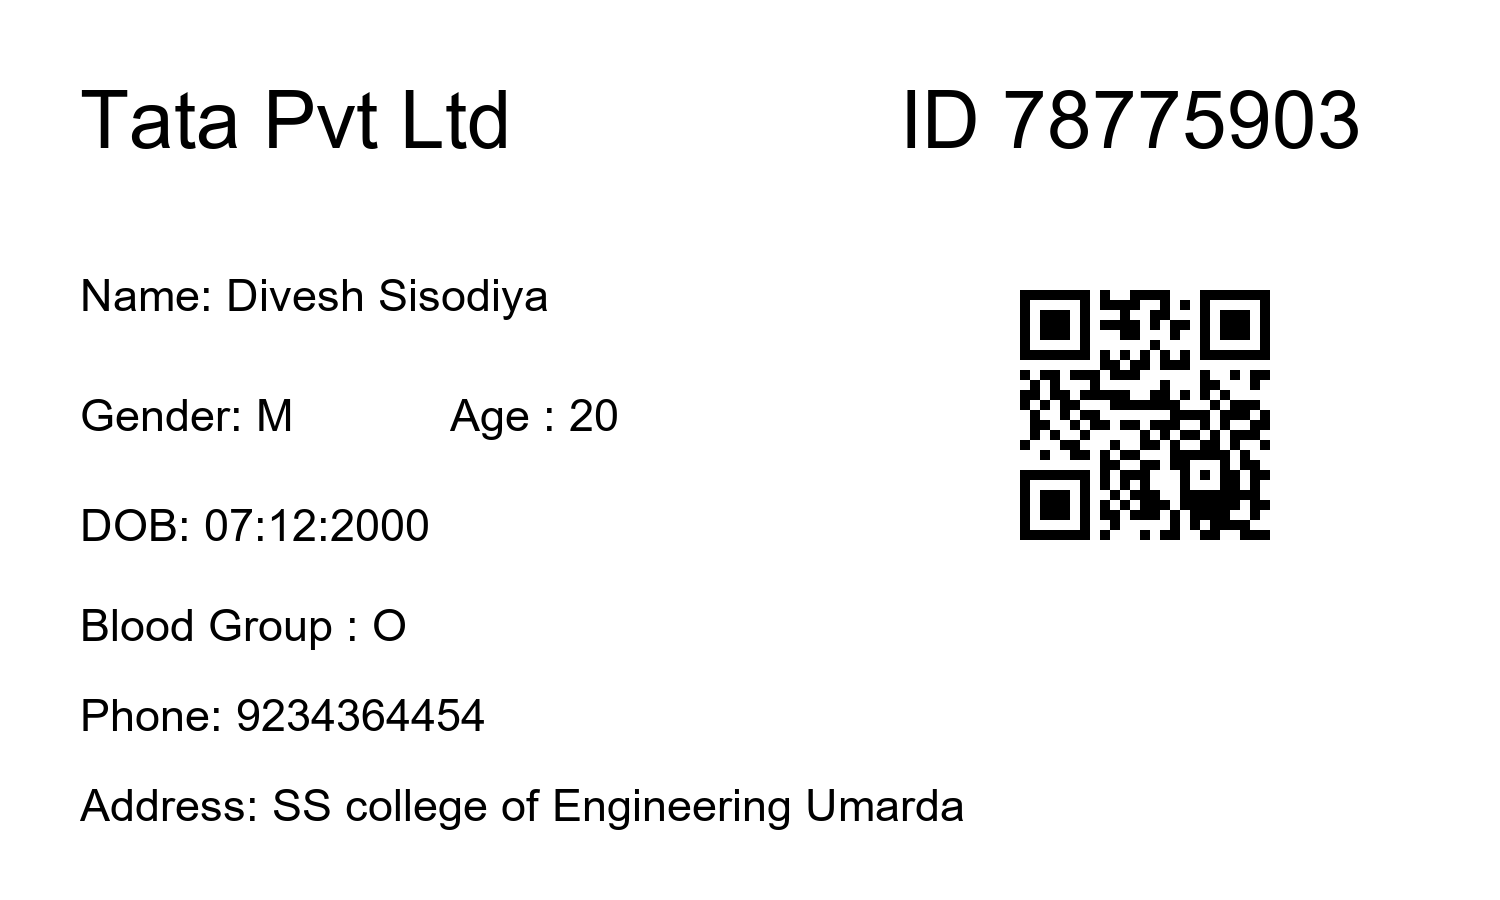 Tata Pvt Ltd ID 78775903
Name: Divesh Sisodiya
Gender: M Age : 20
DOB: 07:12:2000
Blood Group : O
Phone: 9234364454
Address: SS college of Engineering Umarda